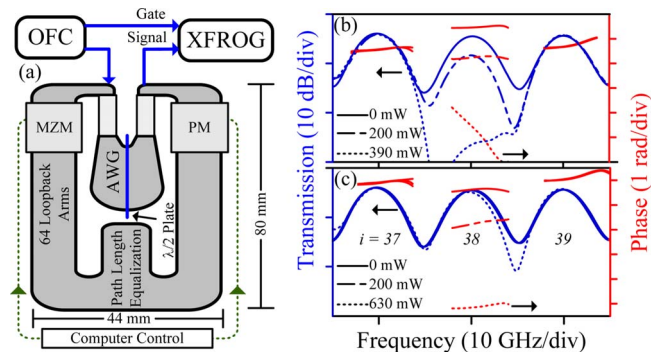 OFC
Gate
Signal
XFROG
(a)
MZM
PM
AWG
64 Loopback
Arms
Path Length
Equalization
λ/2 Plate
80 mm
44 mm
Computer Control
(b)
0 mW
200 mW
390 mW
(c)
i = 37
38
39
0 mW
200 mW
630 mW
Transmission (10 dB/div)
Phase (1 rad/div)
Frequency (10 GHz/div)